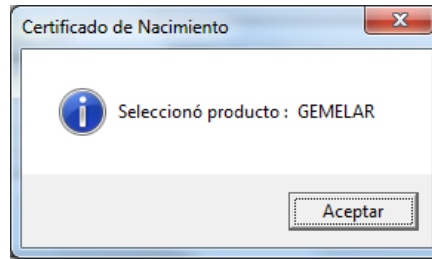 Certificado de Nacimiento
Seleccionó producto : GEMELAR
Aceptar